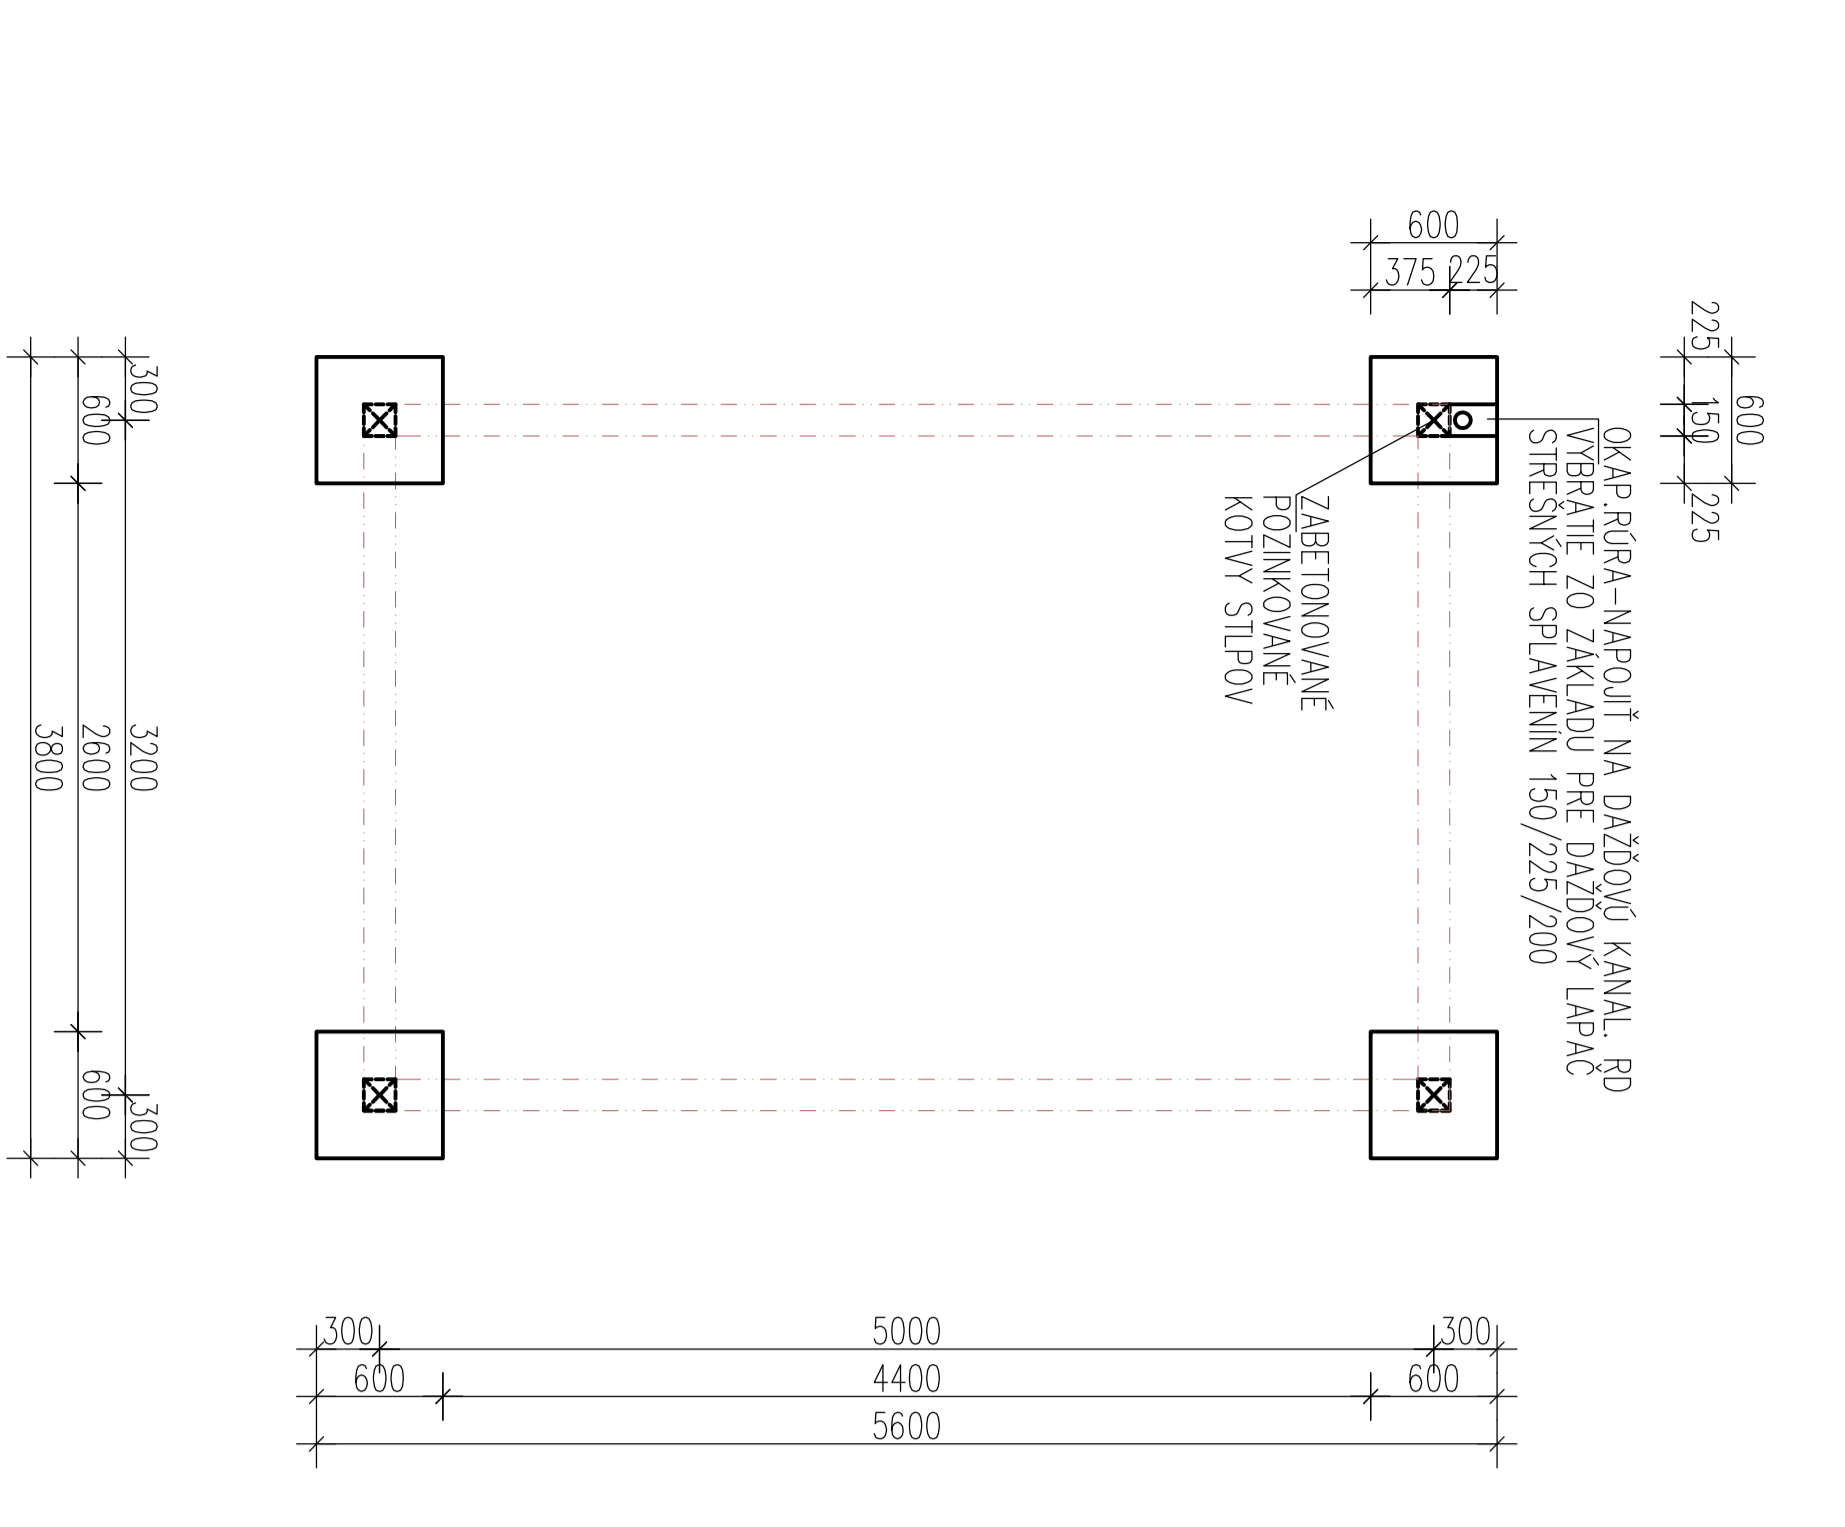 600
375 225
225
150
225
600
OKAP.RÚRA-NAPOJIŤ NA DAŽĎOVÚ KANAL. RD
VYBRATIE ZO ZÁKLADU PRE DAŽĎOVÝ LAPAČ
STREŠNÝCH SPLAVENÍN 150/225/200
ZABETONOVANÉ
POZINKOVANÉ
KOTVY STLPOV
300 3200 300
600 2600 600
3800
300 5000 300
600 4400 600
5600